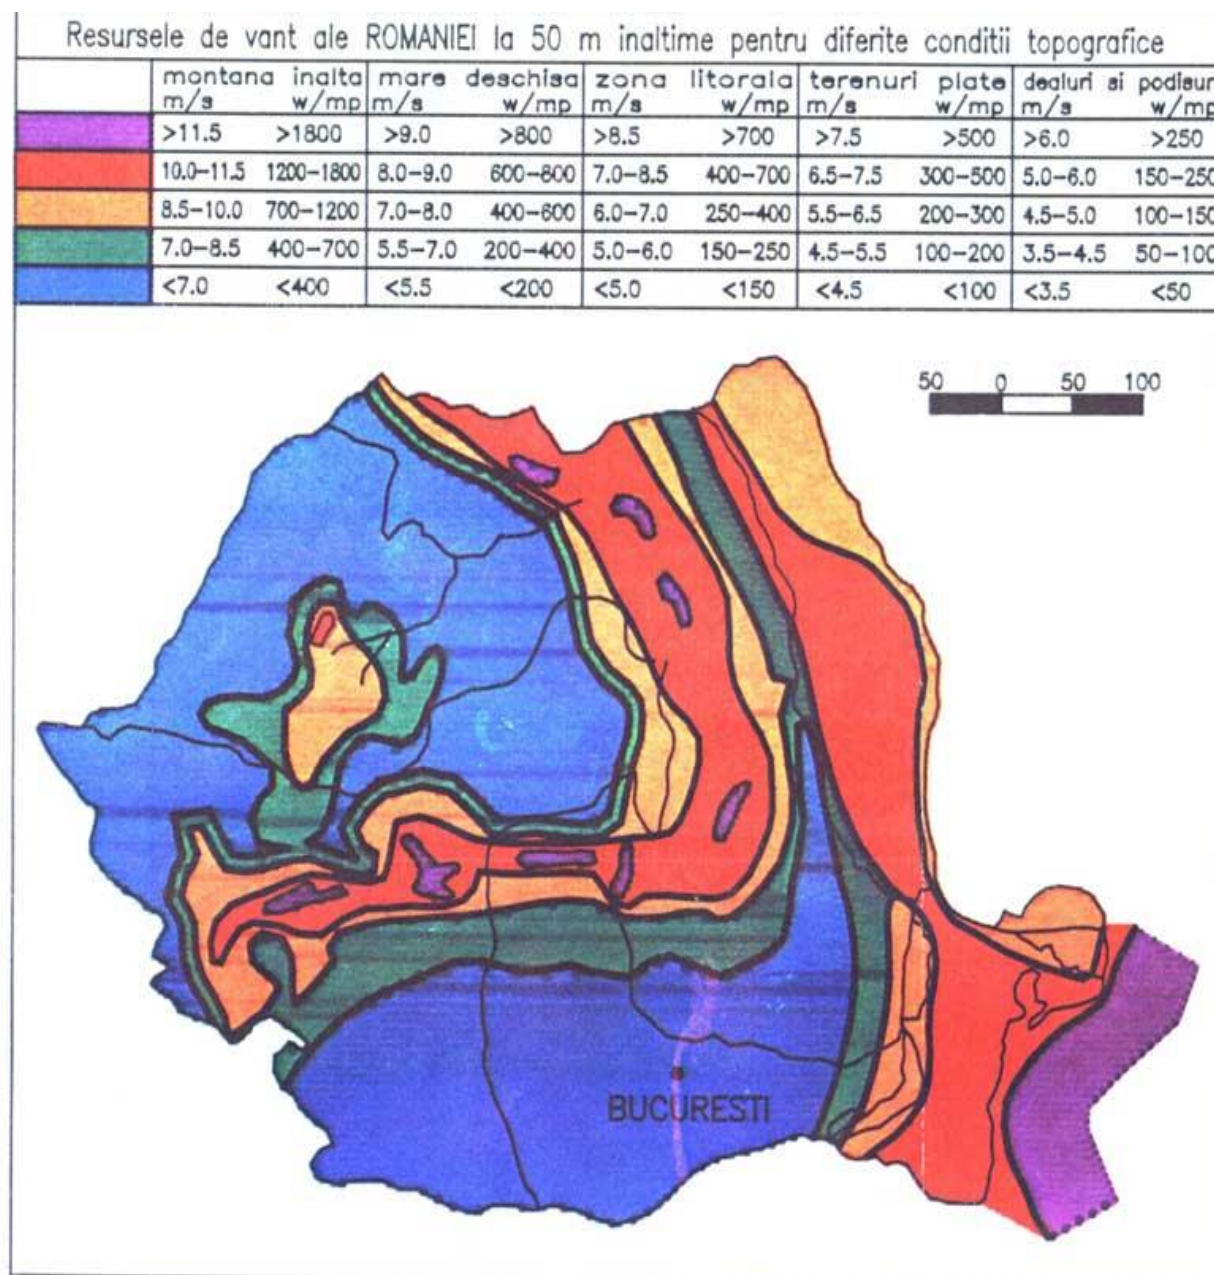 Resursele de vant ale ROMANIEI la 50 m inaltime pentru diferite conditii topografice
montana inalta mare deschisa zona litorala terenuri plate dealuri si podisuri
m/s w/mp m/s w/mp m/s w/mp m/s w/mp m/s w/mp
>11.5 >1800 >9.0 >800 >8.5 >700 >7.5 >500 >6.0 >250
10.0-11.5 1200-1800 8.0-9.0 600-800 7.0-8.5 400-700 6.5-7.5 300-500 5.0-6.0 150-250
8.5-10.0 700-1200 7.0-8.0 400-600 6.0-7.0 250-400 5.5-6.5 200-300 4.5-5.0 100-150
7.0-8.5 400-700 5.5-7.0 200-400 5.0-6.0 150-250 4.5-5.5 100-200 3.5-4.5 50-100
<7.0 <400 <5.5 <200 <5.0 <150 <4.5 <100 <3.5 <50
50 0 50 100
BUCURESTI